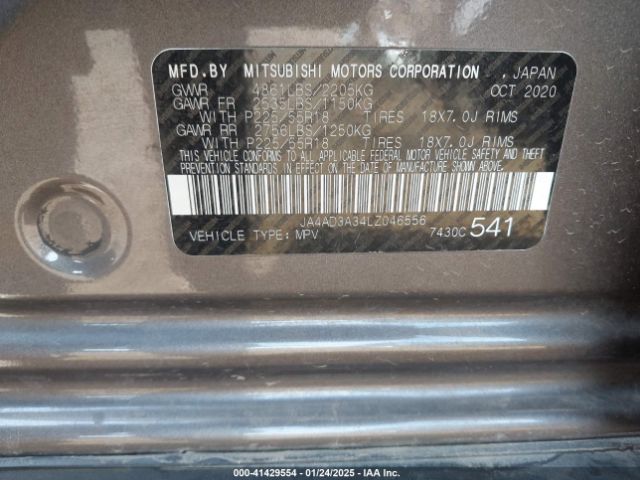 MFD.BY MITSUBISHI MOTORS CORPORATION , JAPAN
GVWR 4861LBS/2205KG OCT 2020
GAWR FR 2535LBS/1150KG
WITH P225/55R18 TIRES 18X7.0J RIMS
GAWR RR 2756LBS/1250KG
WITH P225/55R18 TIRES 18X7.0J RIMS
THIS VEHICLE CONFORMS TO ALL APPLICABLE FEDERAL MOTOR VEHICLE SAFETY AND THEFT
PREVENTION STANDARDS IN EFFECT ON THE DATE OF MANUFACTURE SHOWN ABOVE.
JA4AD3A34LZ046556
VEHICLE TYPE: MPV 7430C 541
000-41429554 - 01/24/2025 - IAA Inc.